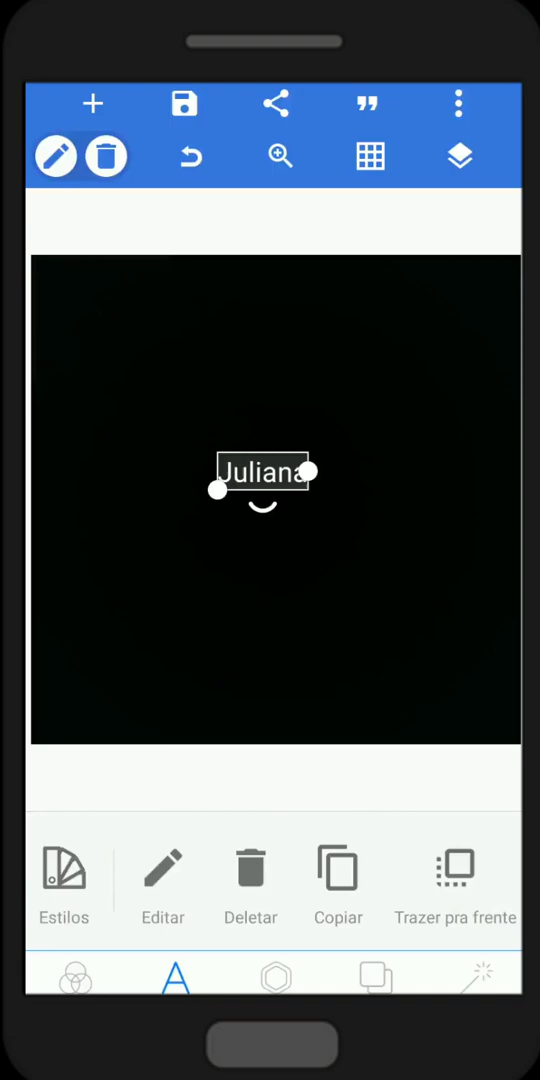 Juliana
Estilos
Editar
Deletar
Copiar
Trazer pra frente